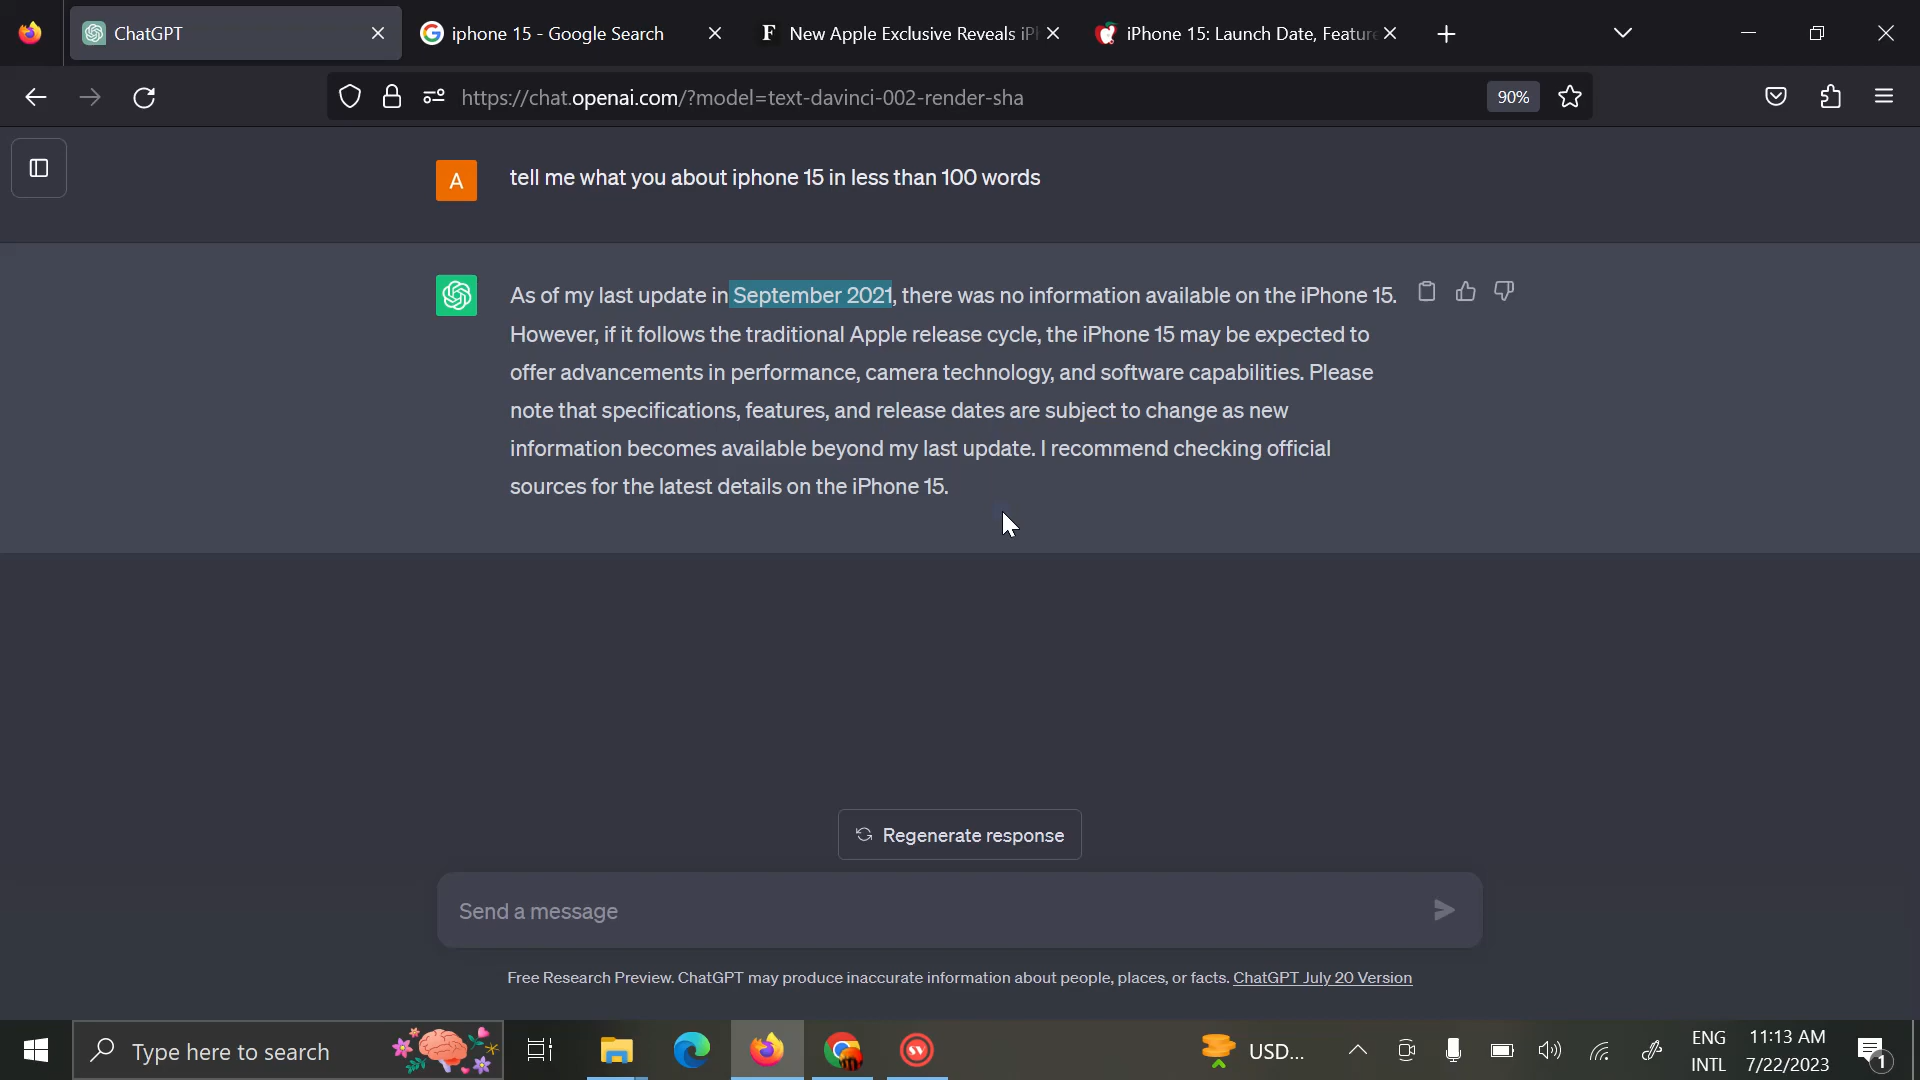 ChatGPT
iphone 15 - Google Search
New Apple Exclusive Reveals iP
iPhone 15: Launch Date, Feature
https://chat.openai.com/?model=text-davinci-002-render-sha
90%
A
tell me what you about iphone 15 in less than 100 words
As of my last update in September 2021, there was no information available on the iPhone 15.
However, if it follows the traditional Apple release cycle, the iPhone 15 may be expected to
offer advancements in performance, camera technology, and software capabilities. Please
note that specifications, features, and release dates are subject to change as new
information becomes available beyond my last update. I recommend checking official
sources for the latest details on the iPhone 15.
Regenerate response
Send a message
Free Research Preview. ChatGPT may produce inaccurate information about people, places, or facts. ChatGPT July 20 Version
Type here to search
USD...
ENG
INTL
11:13 AM
7/22/2023
1